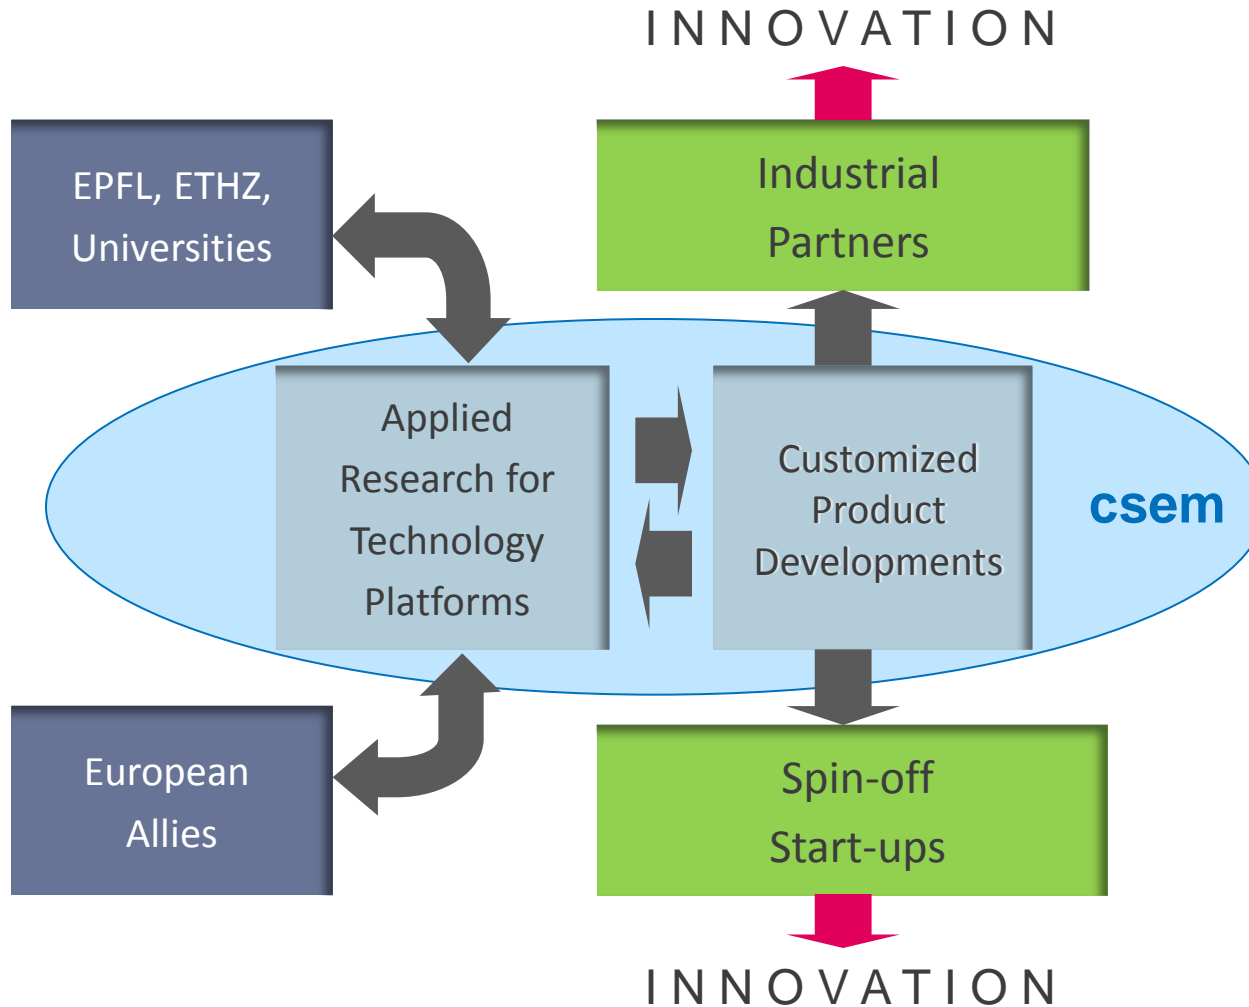 INNOVATION
EPFL, ETHZ,
Universities
Industrial
Partners
Applied
Research for
Technology
Platforms
Customized
Product
Developments
csem
European
Allies
Spin-off
Start-ups
INNOVATION